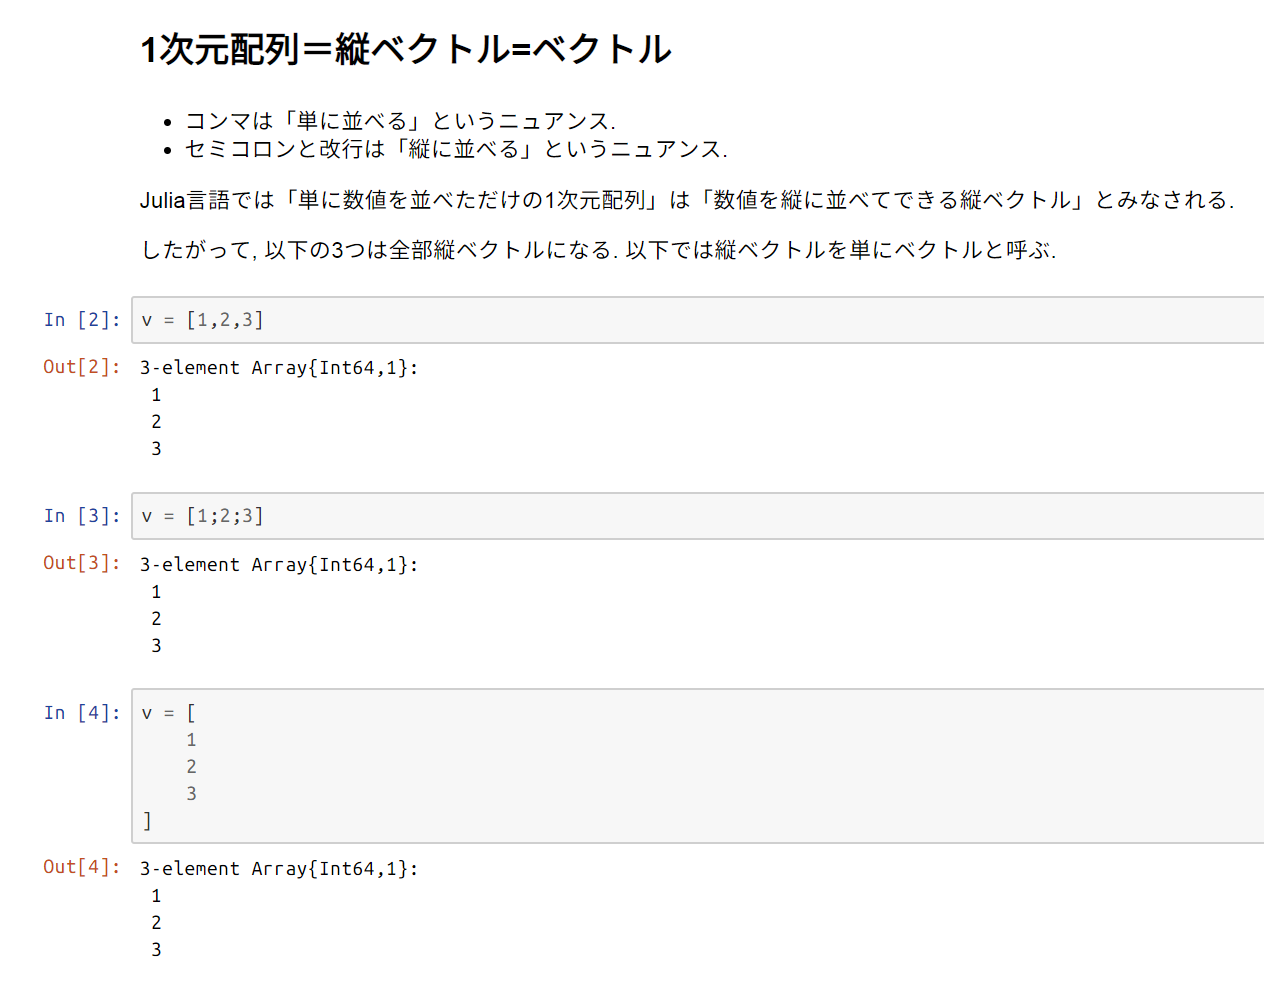 1次元配列＝縦ベクトル=ベクトル
• コンマは「単に並べる」というニュアンス.
• セミコロンと改行は「縦に並べる」というニュアンス.
Julia言語では「単に数値を並べただけの1次元配列」は「数値を縦に並べてできる縦ベクトル」とみなされる.
したがって, 以下の3つは全部縦ベクトルになる. 以下では縦ベクトルを単にベクトルと呼ぶ.
In [2]: v = [1,2,3]
Out[2]: 3-element Array{Int64,1}:
1
2
3
In [3]: v = [1;2;3]
Out[3]: 3-element Array{Int64,1}:
1
2
3
In [4]: v = [
1
2
3
]
Out[4]: 3-element Array{Int64,1}:
1
2
3